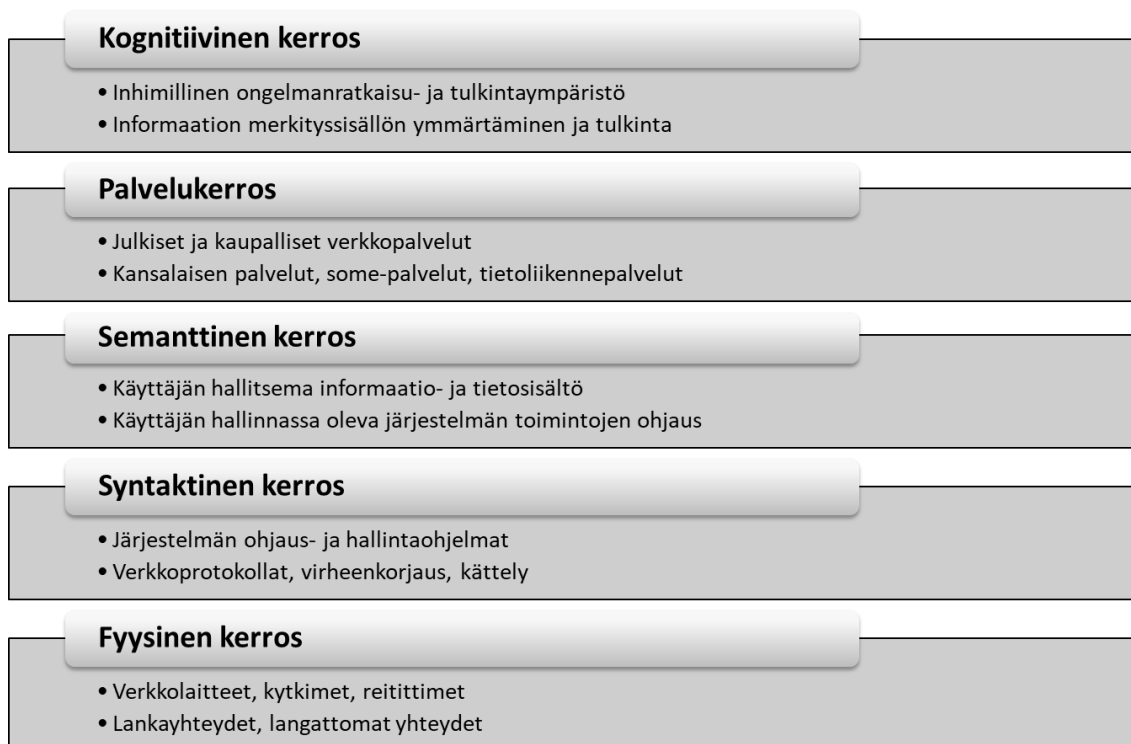 Kognitiivinen kerros
• Inhimillinen ongelmanratkaisu- ja tulkintaympäristö
• Informaation merkityssisällön ymmärtäminen ja tulkinta
Palvelukerros
• Julkiset ja kaupalliset verkkopalvelut
• Kansalaisen palvelut, some-palvelut, tietoliikennepalvelut
Semanttinen kerros
• Käyttäjän hallitsema informaatio- ja tietosisältö
• Käyttäjän hallinnassa oleva järjestelmän toimintojen ohjaus
Syntaktinen kerros
• Järjestelmän ohjaus- ja hallintaohjelmat
• Verkkoprotokollat, virheenkorjaus, kättely
Fyysinen kerros
• Verkkolaitteet, kytkimet, reitittimet
• Lankayhteydet, langattomat yhteydet